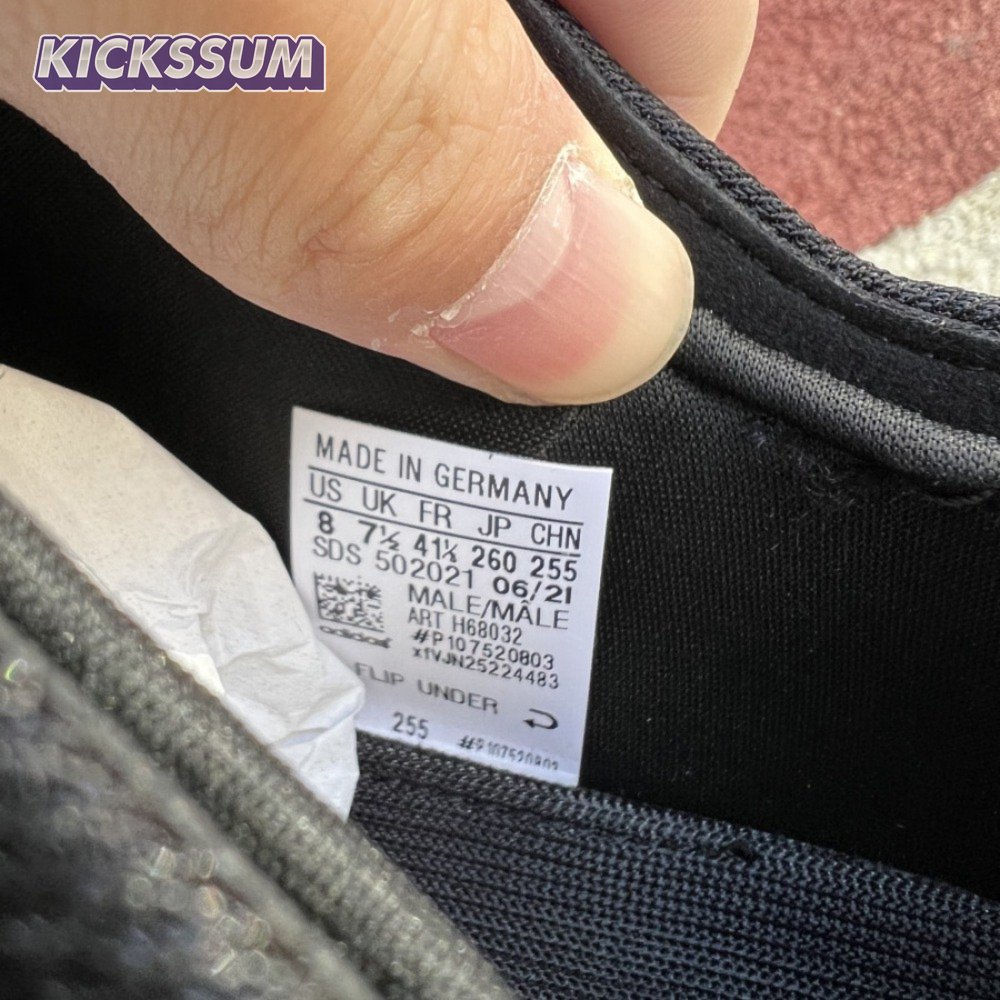 KICKSSUM
MADE IN GERMANY
US UK FR JP CHN
8 7½ 41⅓ 260 255
SDS 502021 06/21
MALE/MÂLE
ART H68032
adidas
#P107520803
xfVJN25224483
FLIP UNDER
255 #P107520803